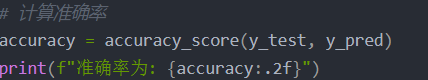 # 计算准确率
accuracy = accuracy_score(y_test, y_pred)
print(f"准确率为: {accuracy:.2f}")